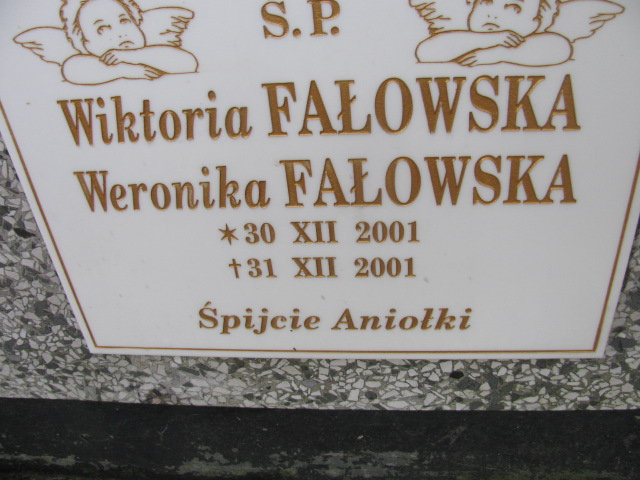 S.P.
Wiktoria FAŁOWSKA
Weronika FAŁOWSKA
✶30 XII 2001
†31 XII 2001
Śpijcie Aniołki